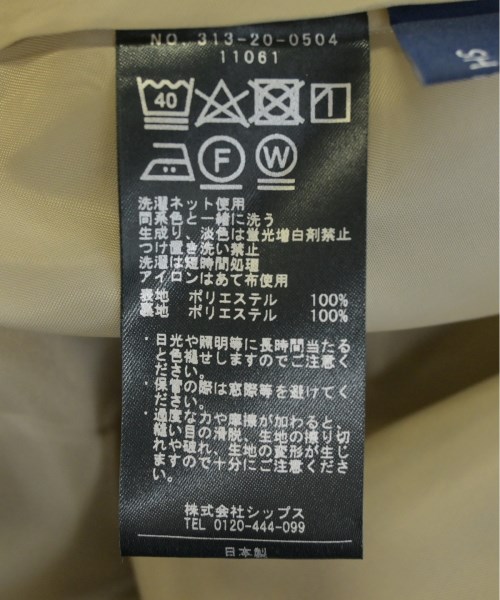 NO. 313-20-0504
11061
40
F W
洗濯ネット使用
同系色と一緒に洗う
生成り、淡色は蛍光増白剤禁止
つけ置き洗い禁止
洗濯は短時間処理
アイロンはあて布使用
表地 ポリエステル 100%
裏地 ポリエステル 100%
・日光や照明等に長時間当たる
と色褪せしますのでご注意く
ださい。
・保管の際は窓際等を避けてく
ださい。
・過度な力や摩擦が加わると、
縫い目の滑脱、生地の擦り切
れや破れ、生地の変形が生じ
ますので十分にご注意くださ
い。
株式会社シップス
TEL 0120-444-099
日本製